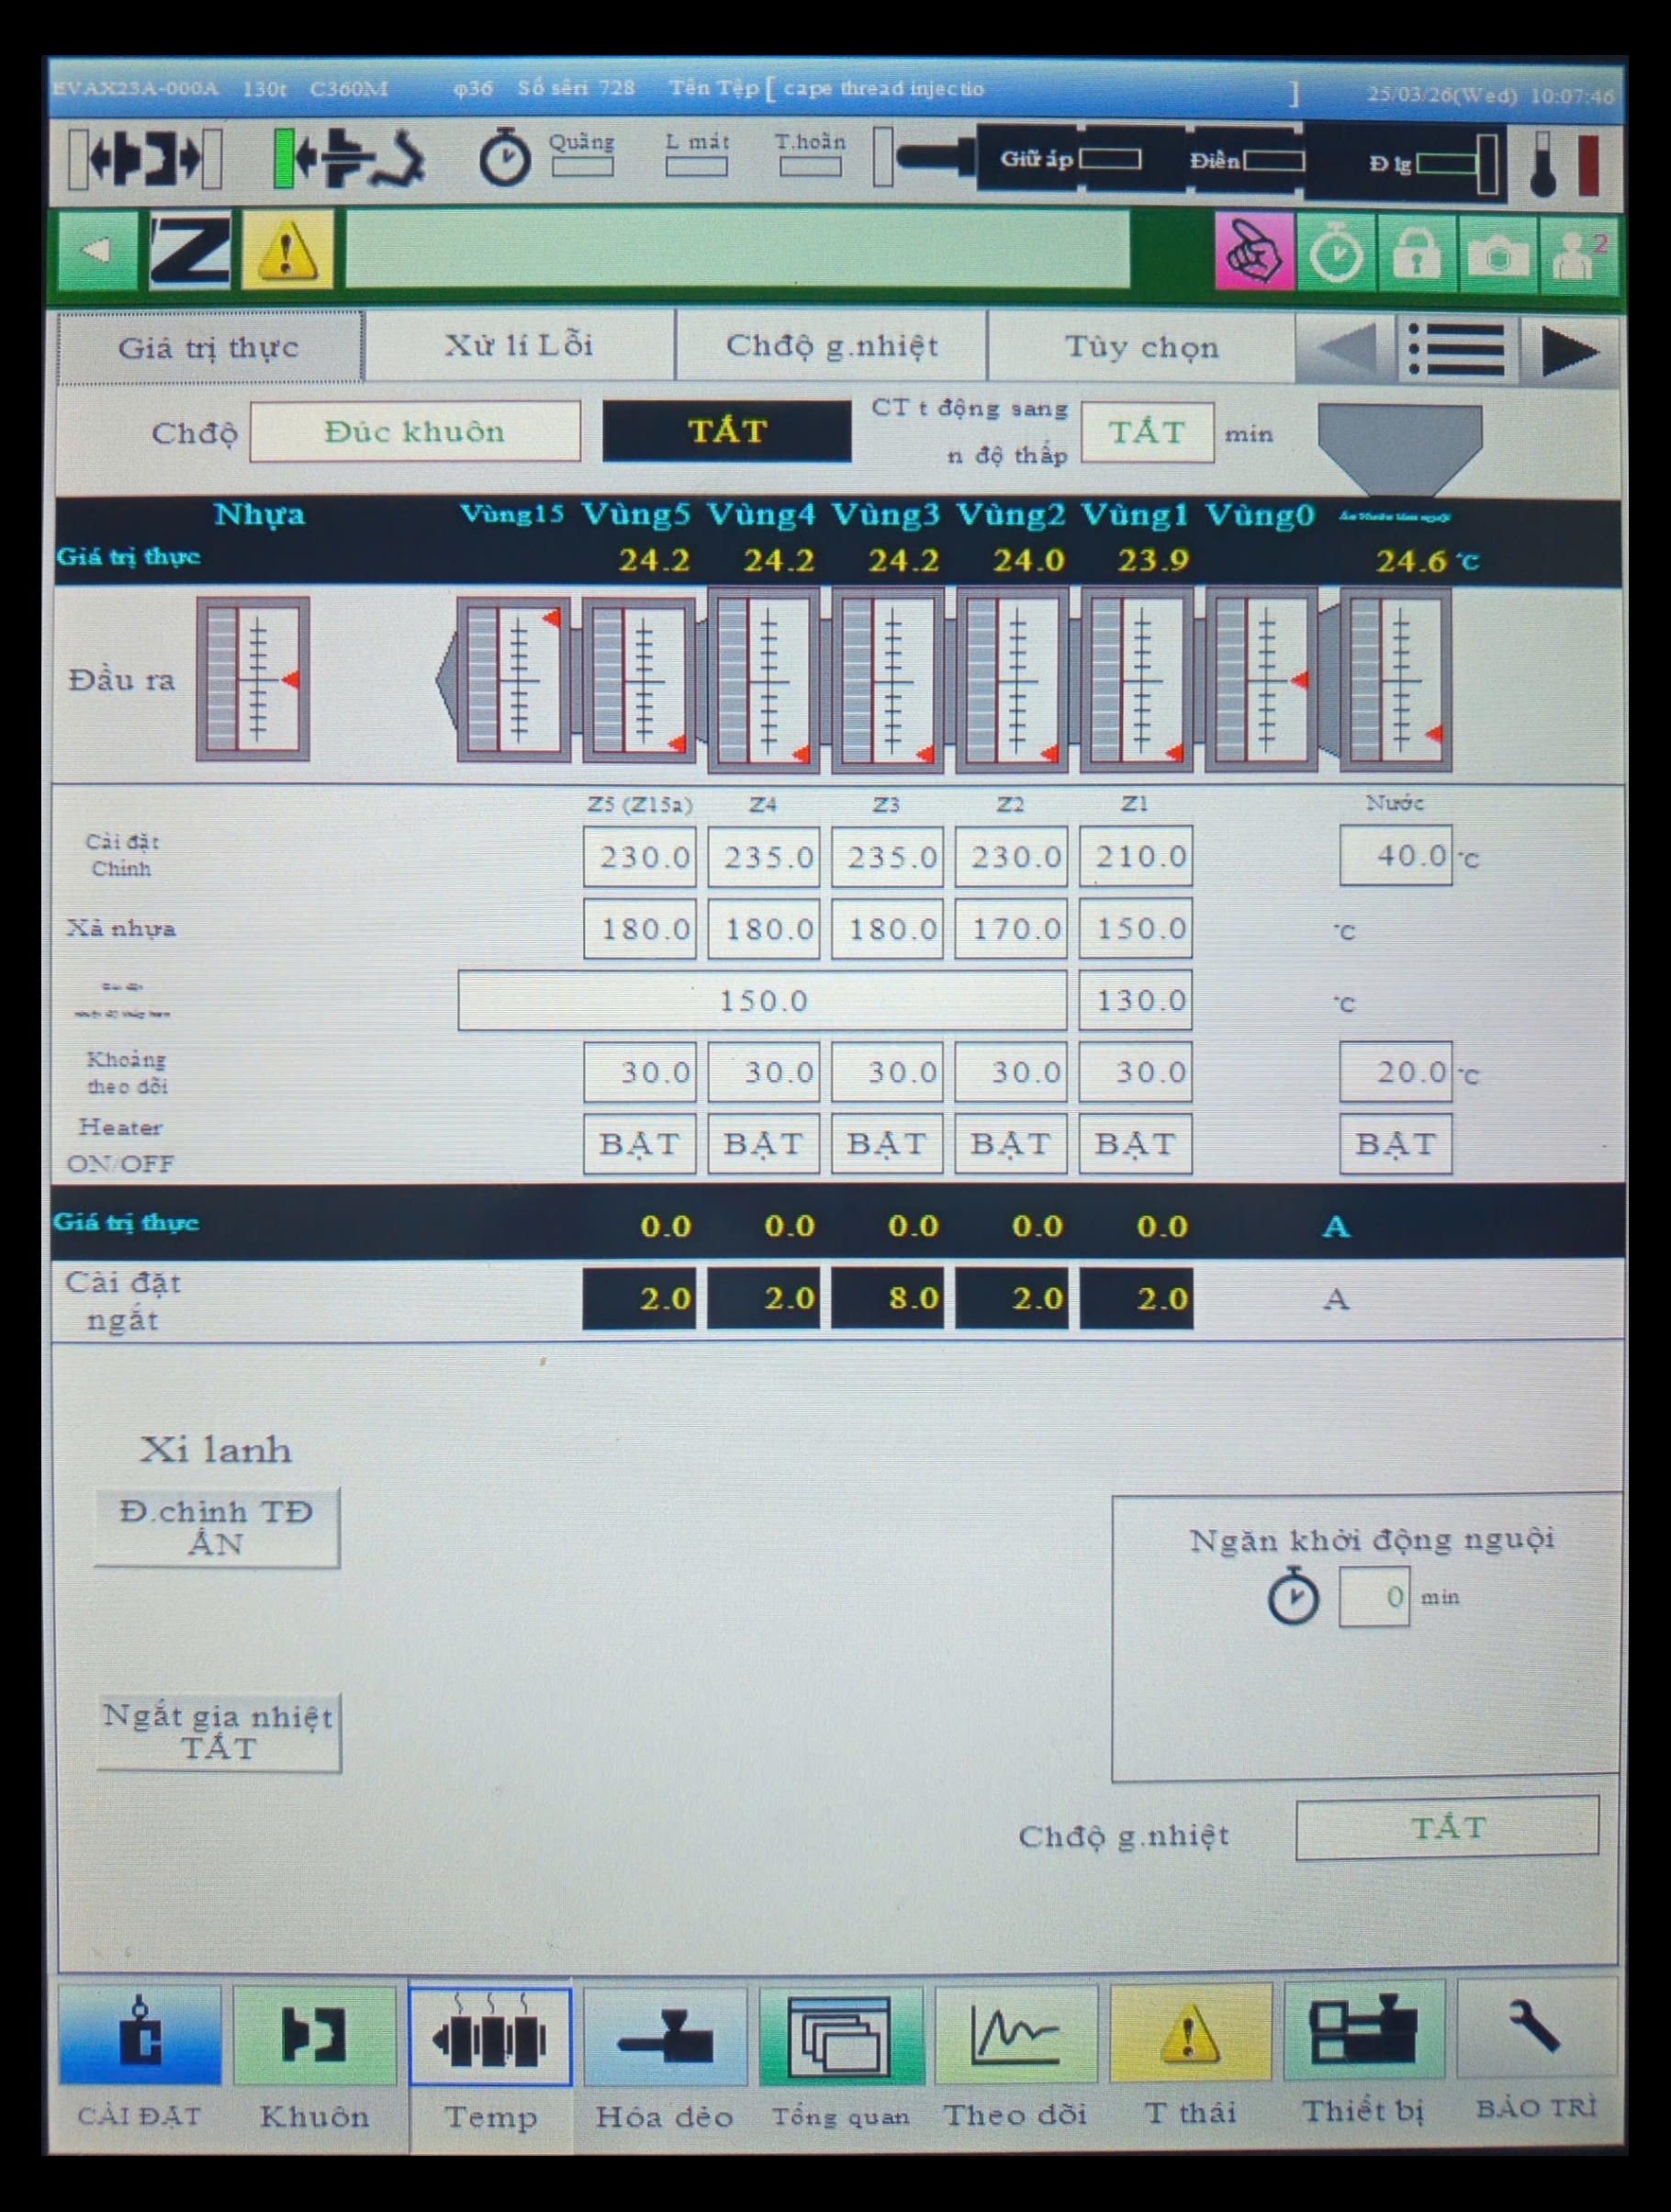 EVAX23A-000A 130t C360M φ36 Số sêri 728 Tên Tệp [ cape thread injectio ] 25/03/26(Wed) 10:07:46
Quãng L mát T.hoãn Giữ áp Điền Đ lg
2
Giá trị thực Xử lí Lỗi Chđộ g.nhiệt Tùy chọn
Chđộ Đúc khuôn TẮT CT t động sang
n độ thấp TẮT min
Nhựa Vùng15 Vùng5 Vùng4 Vùng3 Vùng2 Vùng1 Vùng0
Giá trị thực 24.2 24.2 24.2 24.0 23.9 24.6 °C
Đầu ra
Z5 (Z15a) Z4 Z3 Z2 Z1 Nước
Cài đặt
Chính 230.0 235.0 235.0 230.0 210.0 40.0 °C
Xả nhựa 180.0 180.0 180.0 170.0 150.0 °C
150.0 130.0 °C
Khoảng
theo dõi 30.0 30.0 30.0 30.0 30.0 20.0 °C
Heater
ON/OFF BẬT BẬT BẬT BẬT BẬT BẬT
Giá trị thực 0.0 0.0 0.0 0.0 0.0 A
Cài đặt
ngắt 2.0 2.0 8.0 2.0 2.0 A
Xi lanh
Đ.chỉnh TĐ
ẨN
Ngăn khởi động nguội
0 min
Ngắt gia nhiệt
TẮT
Chđộ g.nhiệt TẮT
CÀI ĐẶT Khuôn Temp Hóa dẻo Tổng quan Theo dõi T thái Thiết bị BẢO TRÌ